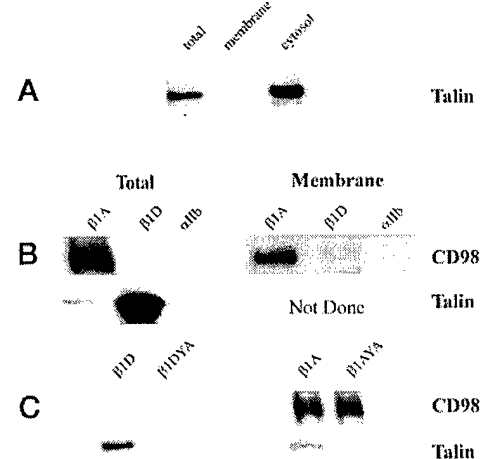 total membrane cytosol
A Talin
Total Membrane
β1A β1D αIIb β1A β1D αIIb
B CD98
Not Done Talin
β1D β1DYA β1A β1AYA
C CD98
Talin